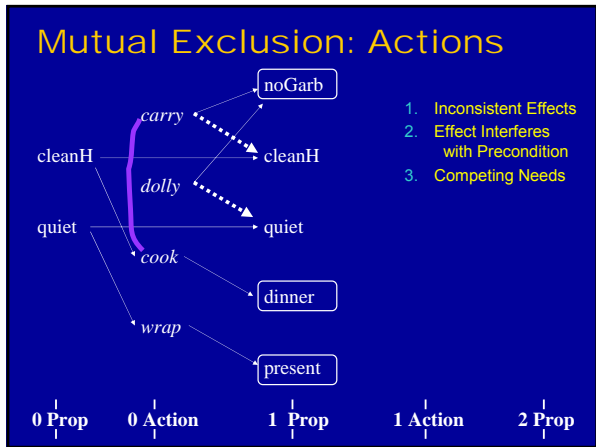 Mutual Exclusion: Actions
noGarb
carry
cleanH
cleanH
dolly
quiet
quiet
cook
dinner
wrap
present
1. Inconsistent Effects
2. Effect Interferes
with Precondition
3. Competing Needs
0 Prop 0 Action 1 Prop 1 Action 2 Prop